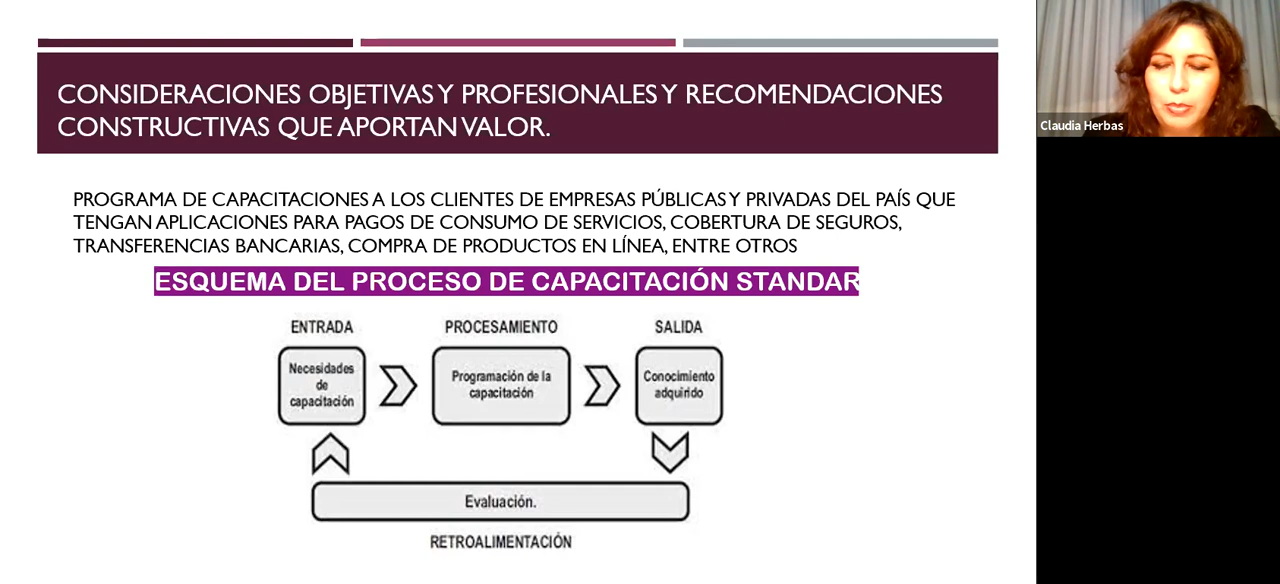 CONSIDERACIONES OBJETIVAS Y PROFESIONALES Y RECOMENDACIONES
CONSTRUCTIVAS QUE APORTAN VALOR.
PROGRAMA DE CAPACITACIONES A LOS CLIENTES DE EMPRESAS PÚBLICAS Y PRIVADAS DEL PAÍS QUE
TENGAN APLICACIONES PARA PAGOS DE CONSUMO DE SERVICIOS, COBERTURA DE SEGUROS,
TRANSFERENCIAS BANCARIAS, COMPRA DE PRODUCTOS EN LÍNEA, ENTRE OTROS
ESQUEMA DEL PROCESO DE CAPACITACIÓN STANDAR
ENTRADA
PROCESAMIENTO
SALIDA
Necesidades
de
capacitación
Programación de la
capacitación
Conocimiento
adquirido
Evaluación.
RETROALIMENTACIÓN
Claudia Herbas